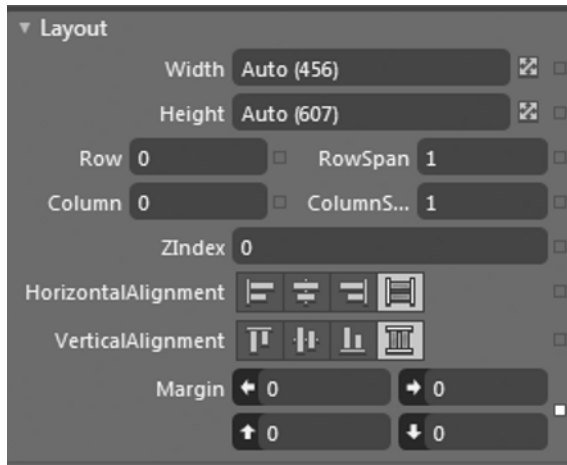 Layout
Width Auto (456)
Height Auto (607)
Row 0 RowSpan 1
Column 0 ColumnS... 1
ZIndex 0
HorizontalAlignment
VerticalAlignment
Margin 0 0
0 0